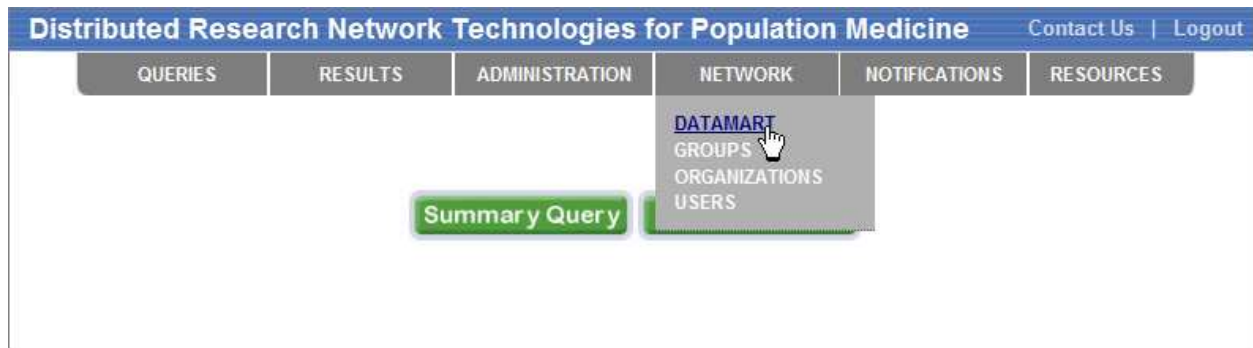 Distributed Research Network Technologies for Population Medicine Contact Us | Logout
QUERIES RESULTS ADMINISTRATION NETWORK NOTIFICATIONS RESOURCES
DATAMART
GROUPS
ORGANIZATIONS
USERS
Summary Query